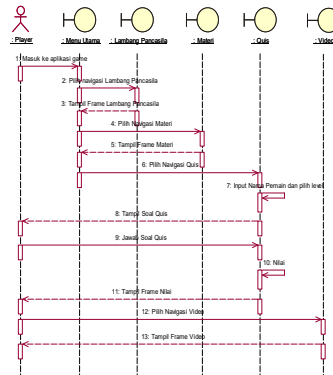 : Player : Menu Utama : Lambang Pancasila : Materi : Quis : Video
1: Masuk ke aplikasi game
2: Pilih navigasi Lambang Pancasila
3: Tampil Frame Lambang Pancasila
4: Pilih Navigasi Materi
5: Tampil Frame Materi
6: Pilih Navigasi Quis
7: Input Nama Pemain dan pilih level
8: Tampil Soal Quis
9: Jawab Soal Quis
10: Nilai
11: Tampil Frame Nilai
12: Pilih Navigasi Video
13: Tampil Frame Video